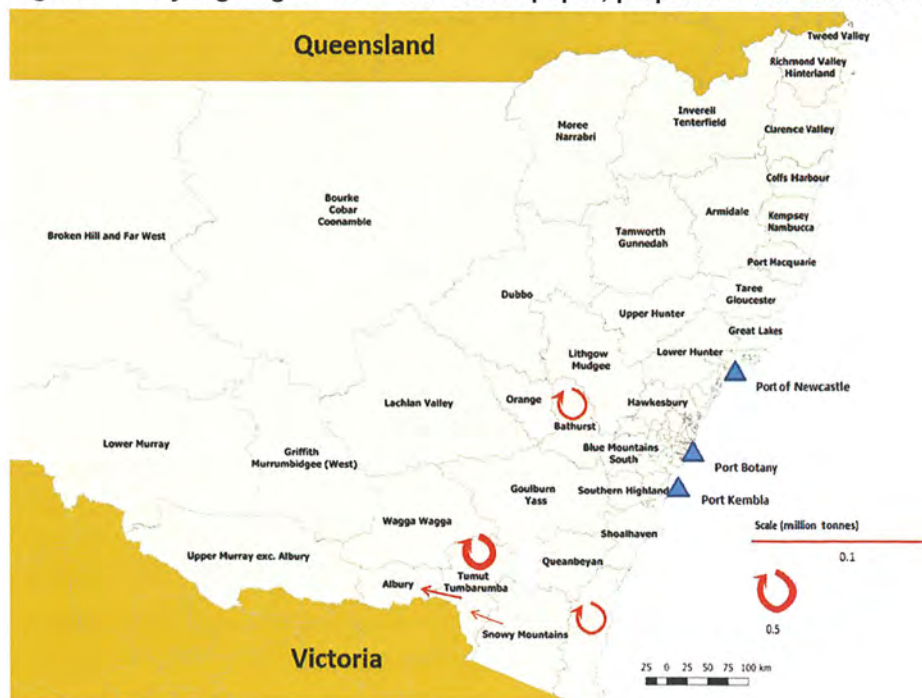 Queensland
Tweed Valley
Richmond Valley
Hinterland
Inverell
Tenterfield
Moree
Narrabri
Clarence Valley
Coffs Harbour
Bourke
Cobar
Coonamble
Armidale
Kempsey
Nambucca
Broken Hill and Far West
Tamworth
Gunnedah
Port Macquarie
Dubbo
Taree
Gloucester
Upper Hunter
Great Lakes
Lithgow
Mudgee
Lower Hunter
Port of Newcastle
Lachlan Valley
Orange
Hawkesbury
Bathurst
Lower Murray
Griffith
Murrumbidgee (West)
Blue Mountains
South
Port Botany
Goulburn
Yass
Southern Highland
Port Kembla
Wagga Wagga
Shoalhaven
Scale (million tonnes)
0.1
Upper Murray exc. Albury
Queanbeyan
Albury
Tumut
Tumbarumba
Snowy Mountains
0.5
Victoria
25 0 25 50 75 100 km